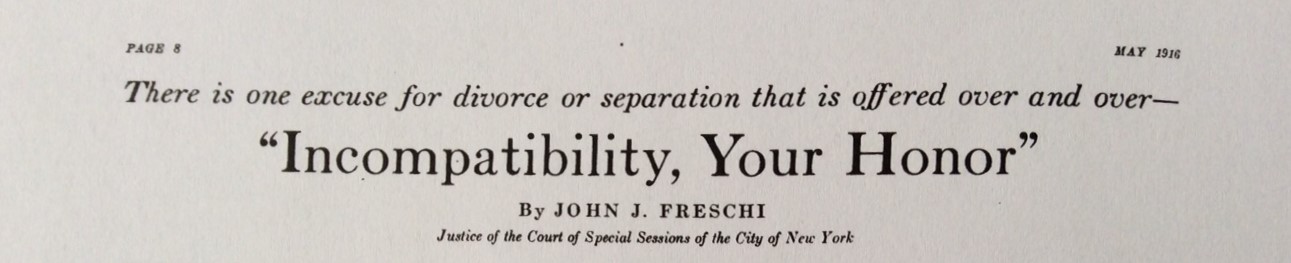 PAGE 8 MAY 1916
There is one excuse for divorce or separation that is offered over and over—
“Incompatibility, Your Honor”
By JOHN J. FRESCHI
Justice of the Court of Special Sessions of the City of New York